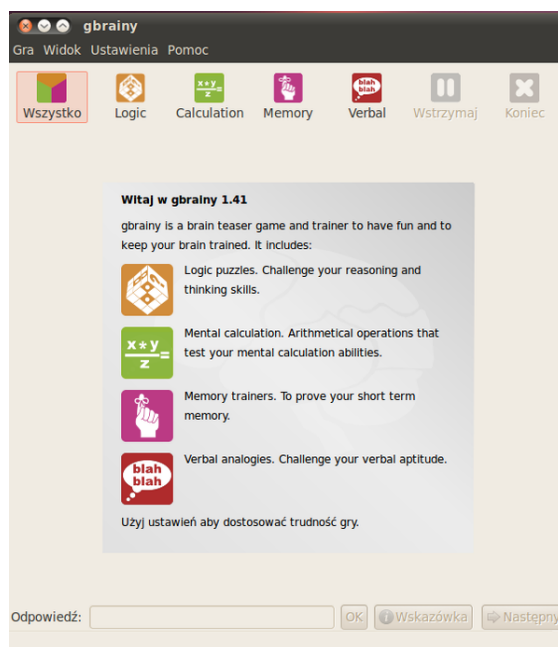 gbrainy
Gra Widok Ustawienia Pomoc
Wszystko Logic Calculation Memory Verbal Wstrzymaj Koniec
Witaj w gbrainy 1.41
gbrainy is a brain teaser game and trainer to have fun and to
keep your brain trained. It includes:
Logic puzzles. Challenge your reasoning and
thinking skills.
Mental calculation. Arithmetical operations that
test your mental calculation abilities.
x*y
z =
Memory trainers. To prove your short term
memory.
Verbal analogies. Challenge your verbal aptitude.
blah
blah
Użyj ustawień aby dostosować trudność gry.
Odpowiedź: OK Wskazówka Następny